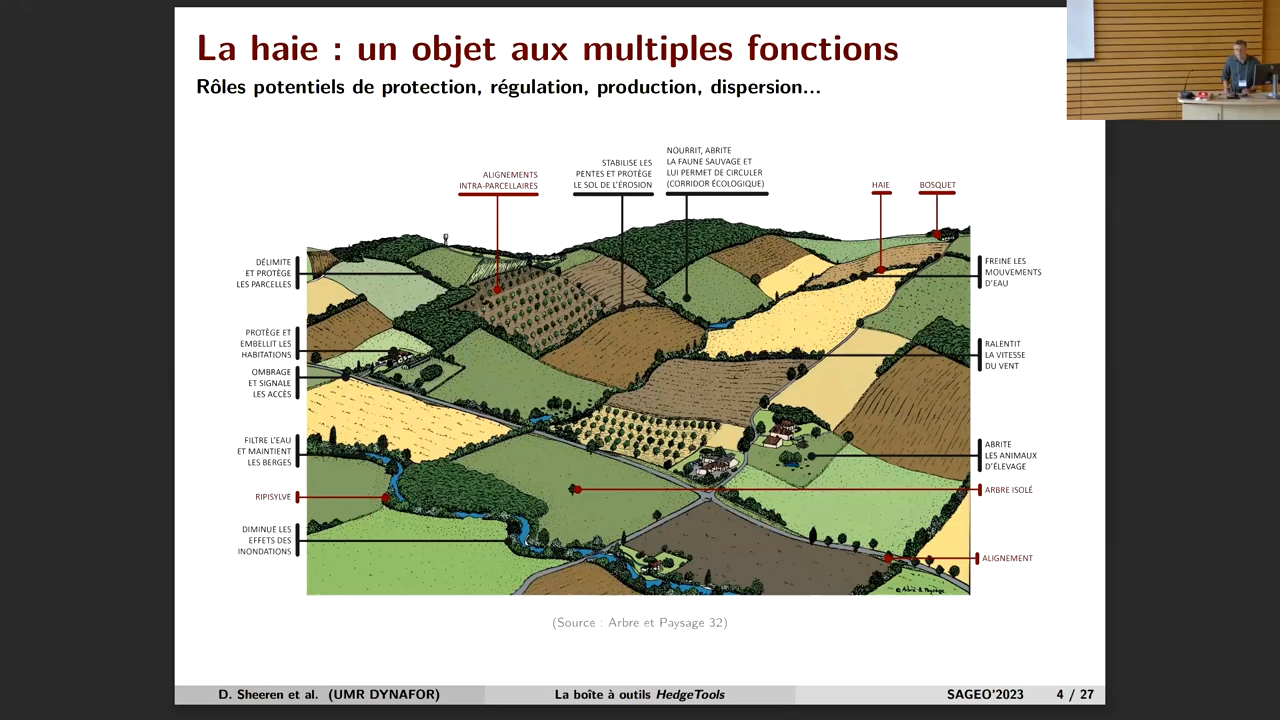 La haie : un objet aux multiples fonctions
Rôles potentiels de protection, régulation, production, dispersion...
ALIGNEMENTS
INTRA-PARCELLAIRES
STABILISE LES
PENTES ET PROTÈGE
LE SOL DE L'ÉROSION
NOURRIT, ABRITE
LA FAUNE SAUVAGE ET
LUI PERMET DE CIRCULER
(CORRIDOR ÉCOLOGIQUE)
HAIE
BOSQUET
DÉLIMITE
ET PROTÈGE
LES PARCELLES
FREINE LES
MOUVEMENTS
D'EAU
PROTÈGE ET
EMBELLIT LES
HABITATIONS
RALENTIT
LA VITESSE
DU VENT
OMBRAGE
ET SIGNALE
LES ACCÈS
FILTRE L'EAU
ET MAINTIENT
LES BERGES
ABRITE
LES ANIMAUX
D'ÉLEVAGE
RIPISYLVE
ARBRE ISOLÉ
DIMINUE LES
EFFETS DES
INONDATIONS
ALIGNEMENT
© Arbre & Paysage
(Source : Arbre et Paysage 32)
D. Sheeren et al. (UMR DYNAFOR)
La boîte à outils HedgeTools
SAGEO'2023
4 / 27